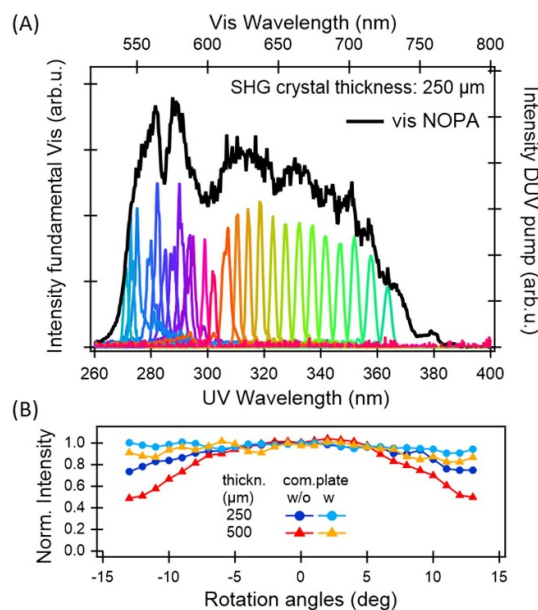 (A)
Vis Wavelength (nm)
550 600 650 700 750 800
SHG crystal thickness: 250 µm
vis NOPA
Intensity fundamental Vis (arb.u.)
Intensity DUV pump (arb.u.)
260 280 300 320 340 360 380 400
UV Wavelength (nm)
(B)
Norm. Intensity
1.0
0.8
0.6
0.4
0.2
0.0
thickn. com.plate
(µm) w/o w
250
500
-15 -10 -5 0 5 10 15
Rotation angles (deg)